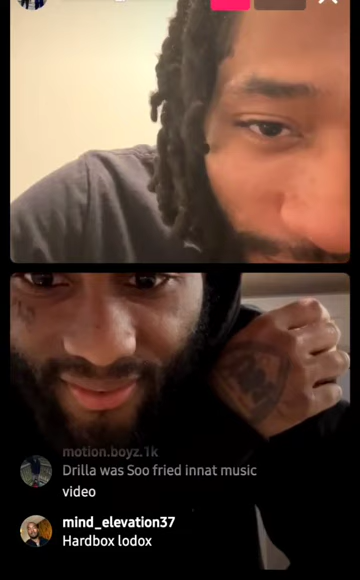 motion.boyz.1k
Drilla was Soo fried innat music
video
mind_elevation37
Hardbox lodox